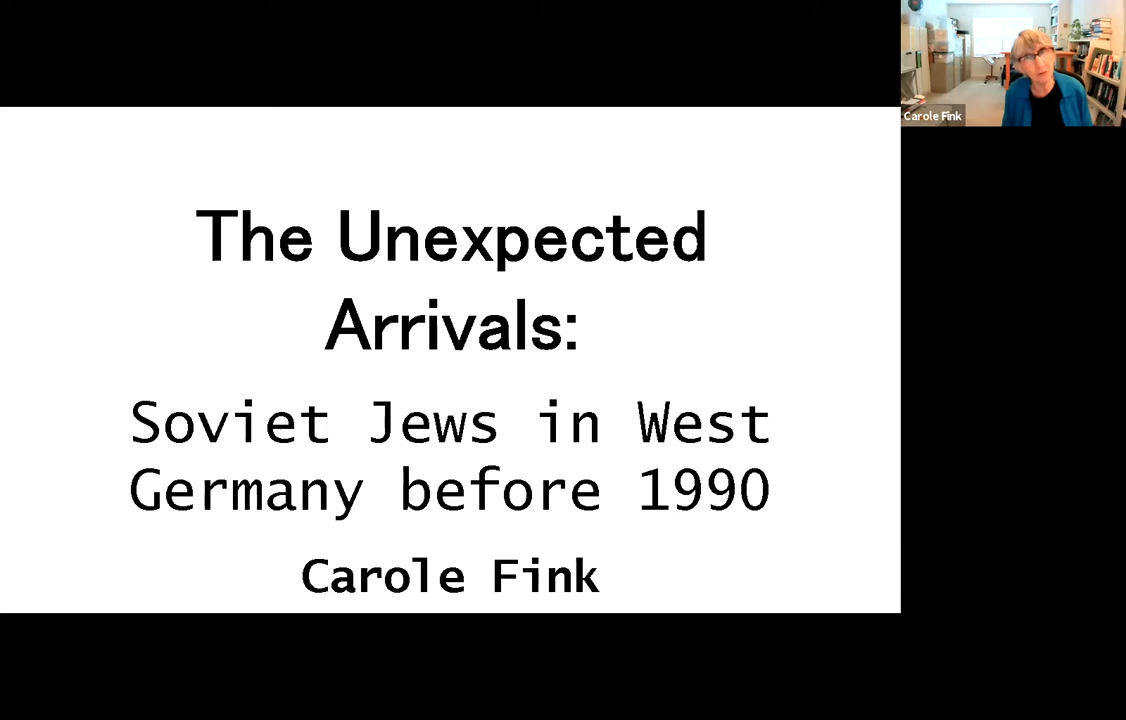 The Unexpected
Arrivals:
Soviet Jews in West
Germany before 1990
Carole Fink
Carole Fink